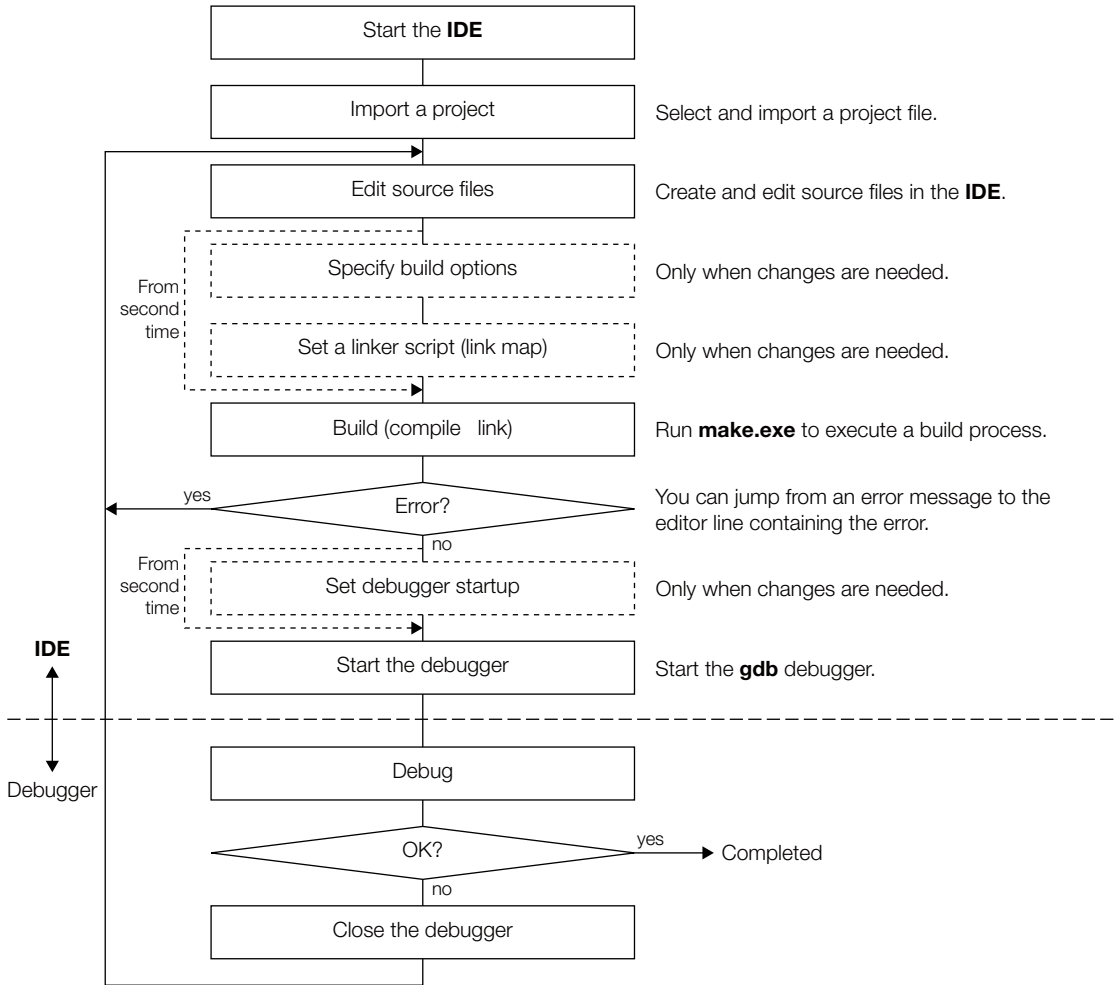 Start the IDE
Import a project
Select and import a project file.
Edit source files
Create and edit source files in the IDE.
Specify build options
Only when changes are needed.
From
second
time
Set a linker script (link map)
Only when changes are needed.
Build (compile link)
Run make.exe to execute a build process.
yes
Error?
You can jump from an error message to the
editor line containing the error.
no
From
second
time
Set debugger startup
Only when changes are needed.
IDE
Start the debugger
Start the gdb debugger.
Debug
Debugger
OK?
yes
Completed
no
Close the debugger